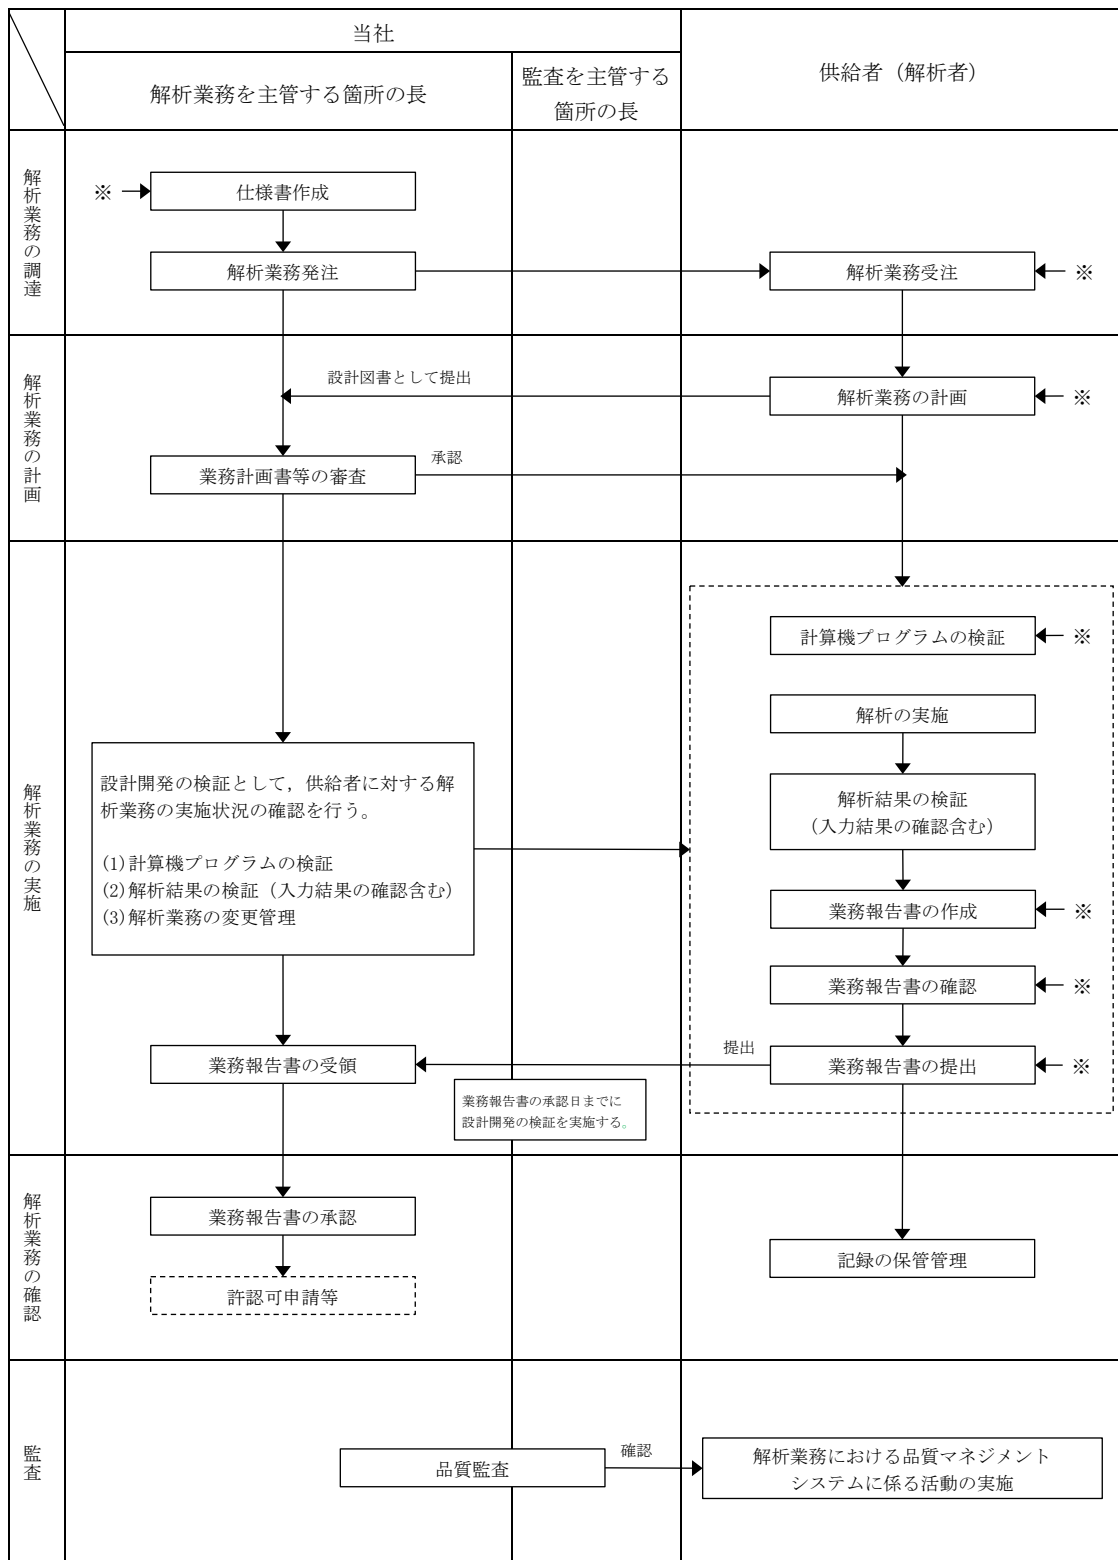 当社
供給者（解析者）
解析業務を主管する箇所の長
監査を主管する
箇所の長
解析業務の調達
※
仕様書作成
解析業務発注
解析業務受注
※
解析業務の計画
設計図書として提出
解析業務の計画
※
業務計画書等の審査
承認
解析業務の実施
計算機プログラムの検証
※
解析の実施
設計開発の検証として，供給者に対する解
析業務の実施状況の確認を行う。
(1)計算機プログラムの検証
(2)解析結果の検証（入力結果の確認含む）
(3)解析業務の変更管理
解析結果の検証
（入力結果の確認含む）
業務報告書の作成
※
業務報告書の確認
※
業務報告書の受領
提出
業務報告書の提出
※
業務報告書の承認日までに
設計開発の検証を実施する。
解析業務の確認
業務報告書の承認
記録の保管管理
許認可申請等
監査
品質監査
確認
解析業務における品質マネジメント
システムに係る活動の実施